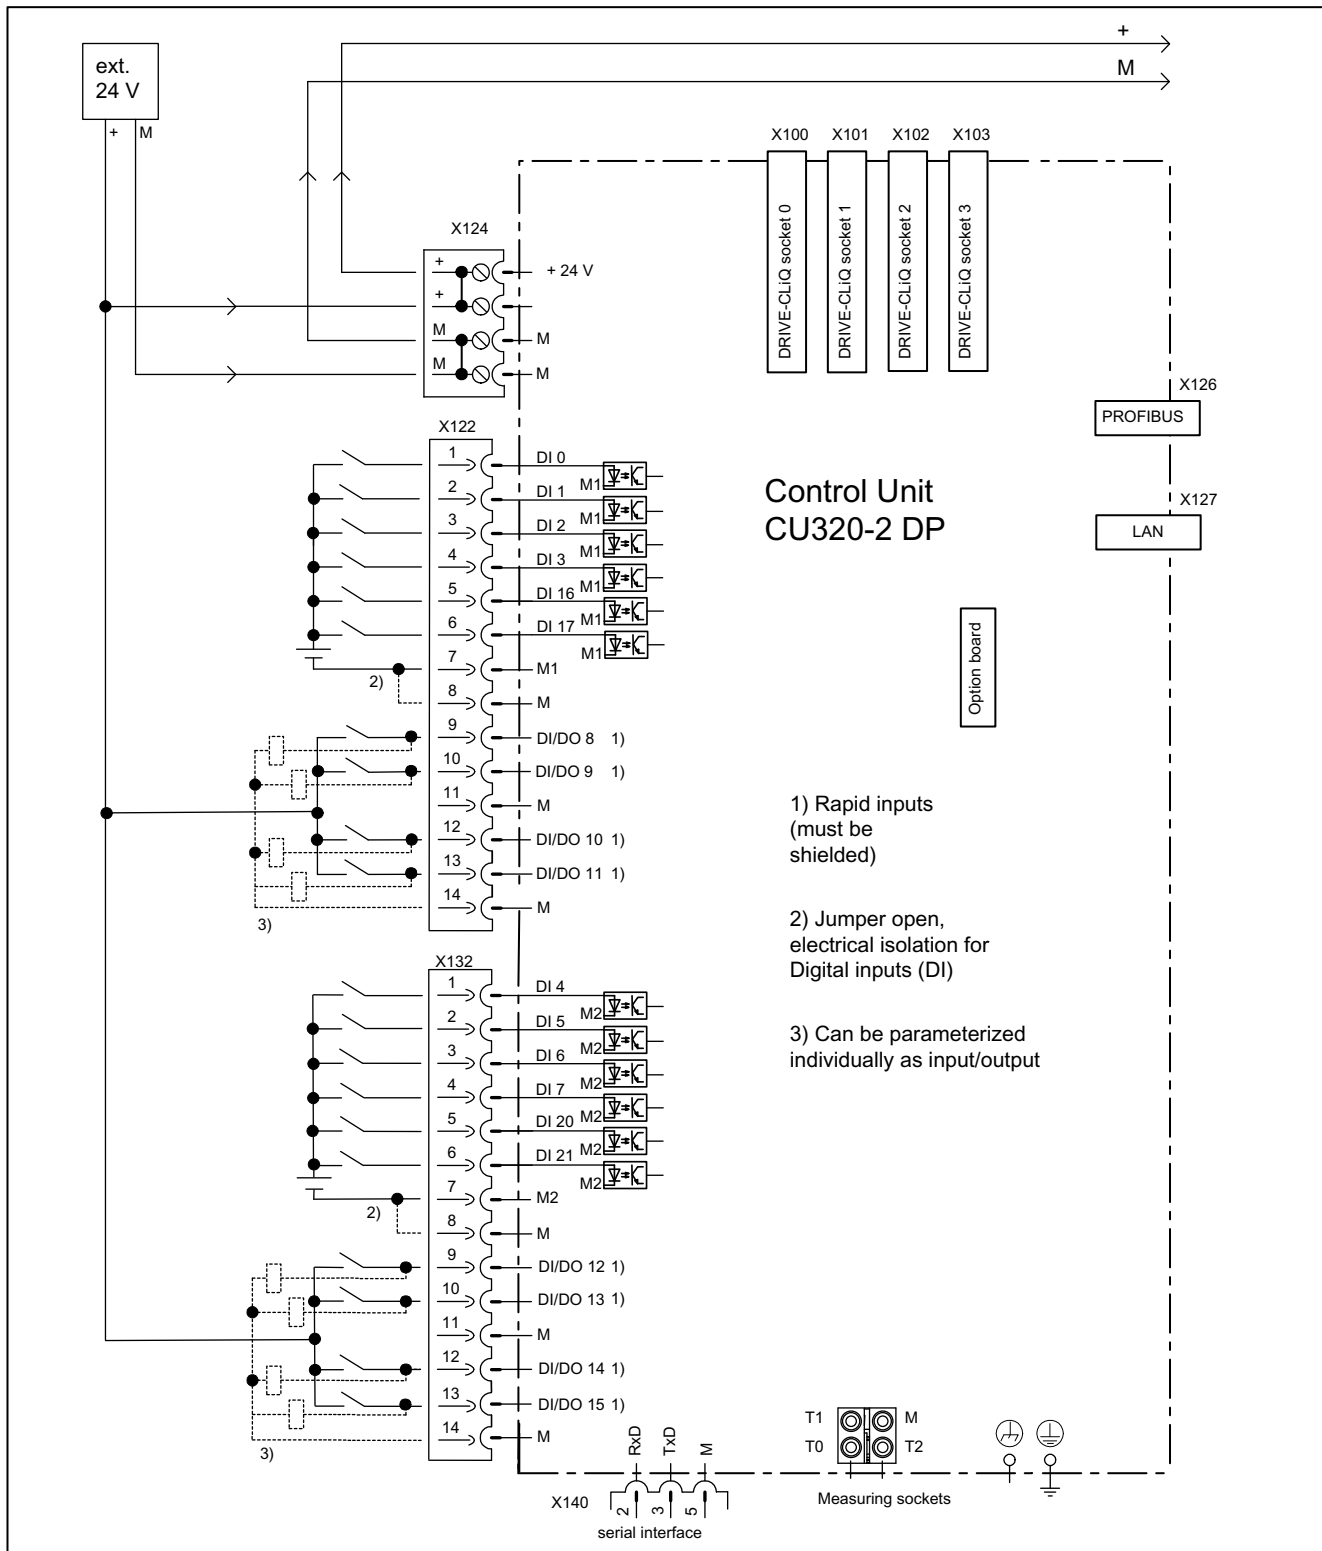 +
M
ext.
24 V
+ M
X100 X101 X102 X103
DRIVE-CLiQ socket 0
DRIVE-CLiQ socket 1
DRIVE-CLiQ socket 2
DRIVE-CLiQ socket 3
X124
+ + 24 V
+
M M
M M
X126
PROFIBUS
X127
LAN
Control Unit
CU320-2 DP
Option board
X122
1 DI 0 M1
2 DI 1 M1
3 DI 2 M1
4 DI 3 M1
5 DI 16 M1
6 DI 17 M1
7 M1
2)
8 M
9 DI/DO 8 1)
10 DI/DO 9 1)
11 M
12 DI/DO 10 1)
13 DI/DO 11 1)
14 M
3)
1) Rapid inputs
(must be
shielded)
2) Jumper open,
electrical isolation for
Digital inputs (DI)
3) Can be parameterized
individually as input/output
X132
1 DI 4 M2
2 DI 5 M2
3 DI 6 M2
4 DI 7 M2
5 DI 20 M2
6 DI 21 M2
7 M2
2)
8 M
9 DI/DO 12 1)
10 DI/DO 13 1)
11 M
12 DI/DO 14 1)
13 DI/DO 15 1)
14 M
3)
RxD TxD M
X140 2 3 5
serial interface
T1 M
T0 T2
Measuring sockets